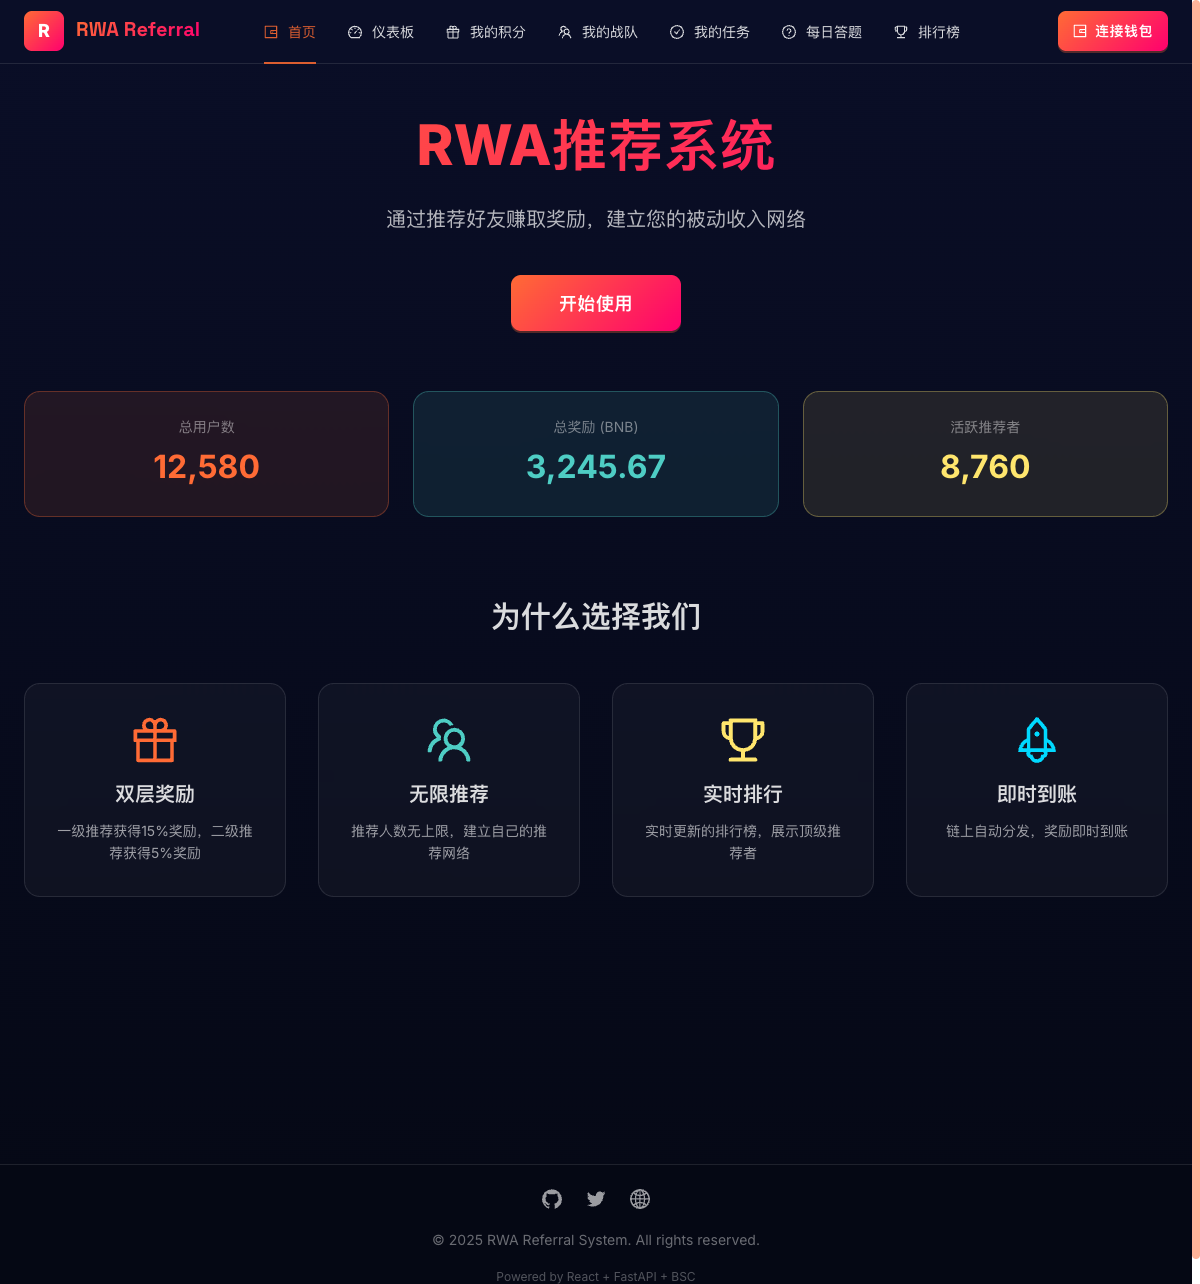 R
RWA Referral
首页
仪表板
我的积分
我的战队
我的任务
每日答题
排行榜
连接钱包
RWA推荐系统
通过推荐好友赚取奖励，建立您的被动收入网络
开始使用
总用户数
12,580
总奖励 (BNB)
3,245.67
活跃推荐者
8,760
为什么选择我们
双层奖励
一级推荐获得15%奖励，二级推
荐获得5%奖励
无限推荐
推荐人数无上限，建立自己的推
荐网络
实时排行
实时更新的排行榜，展示顶级推
荐者
即时到账
链上自动分发，奖励即时到账
© 2025 RWA Referral System. All rights reserved.
Powered by React + FastAPI + BSC